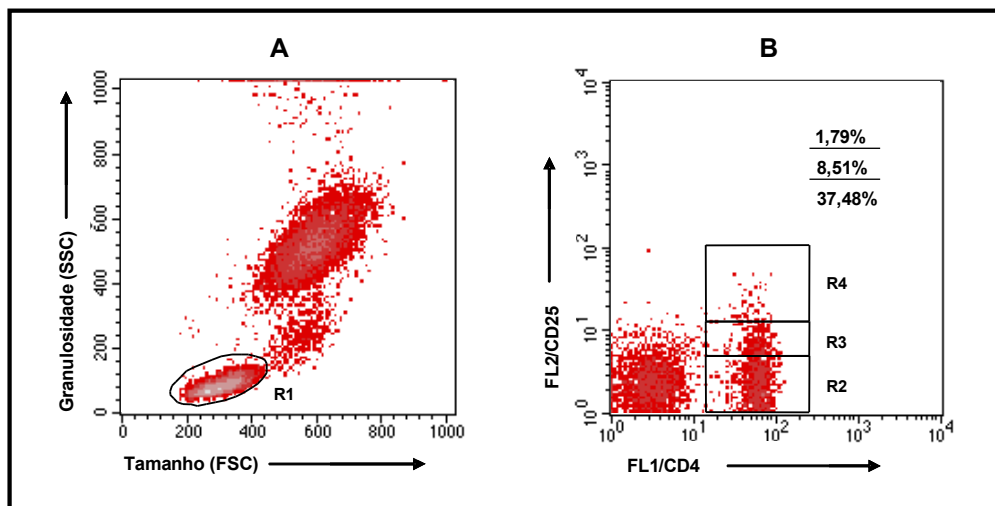 A
B
Granulosidade (SSC)
1000
800
600
400
200
0
R1
0 200 400 600 800 1000
Tamanho (FSC)
FL2/CD25
10⁴
10³
10²
10¹
10⁰
1,79%
8,51%
37,48%
R4
R3
R2
10⁰ 10¹ 10² 10³ 10⁴
FL1/CD4